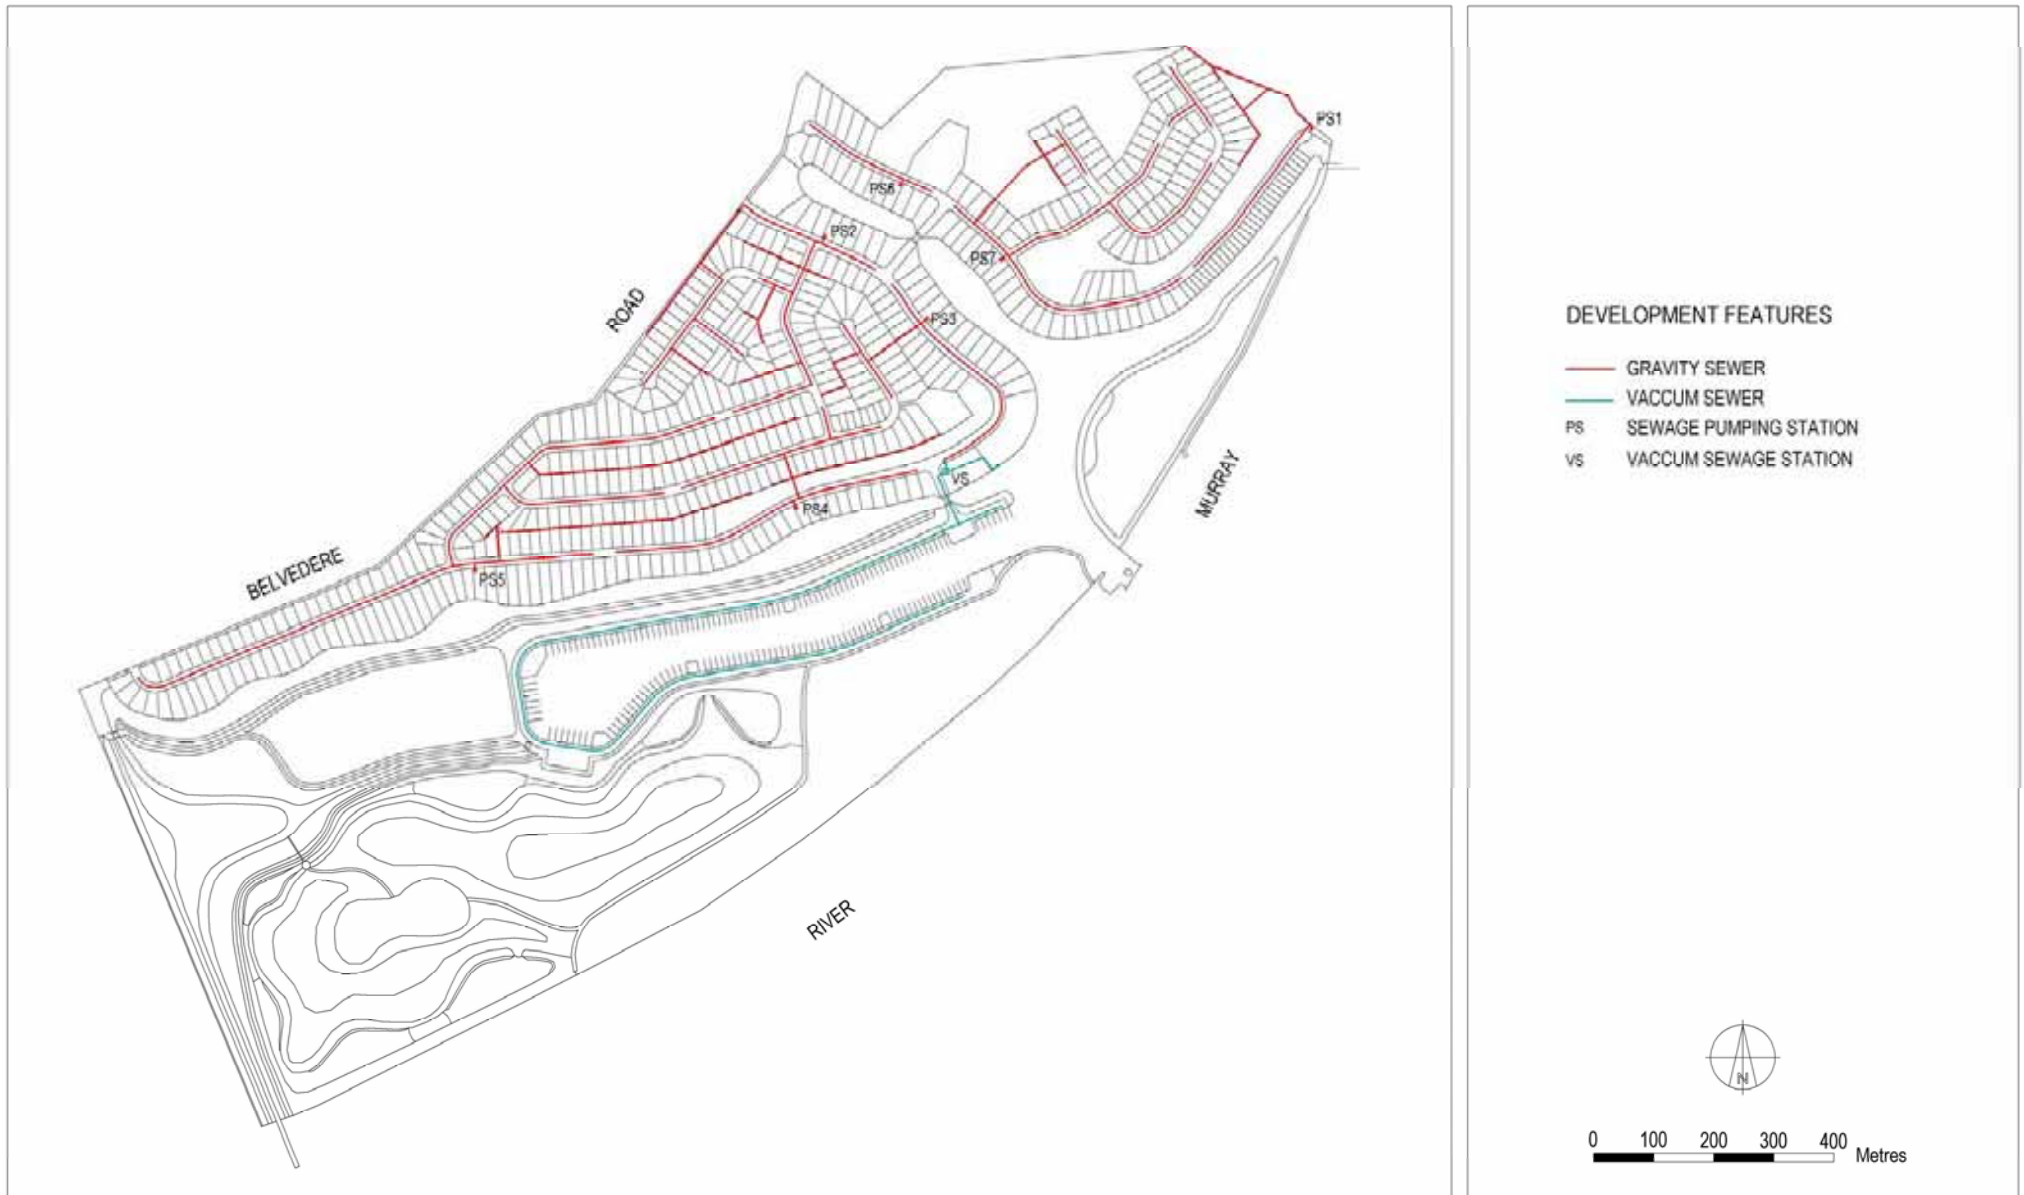 PS1
PS6
PS2
PS7
ROAD
PS3
MURRAY
VS
PS4
BELVEDERE
PS5
RIVER
DEVELOPMENT FEATURES
GRAVITY SEWER
VACCUM SEWER
PS SEWAGE PUMPING STATION
VS VACCUM SEWAGE STATION
N
0 100 200 300 400 Metres